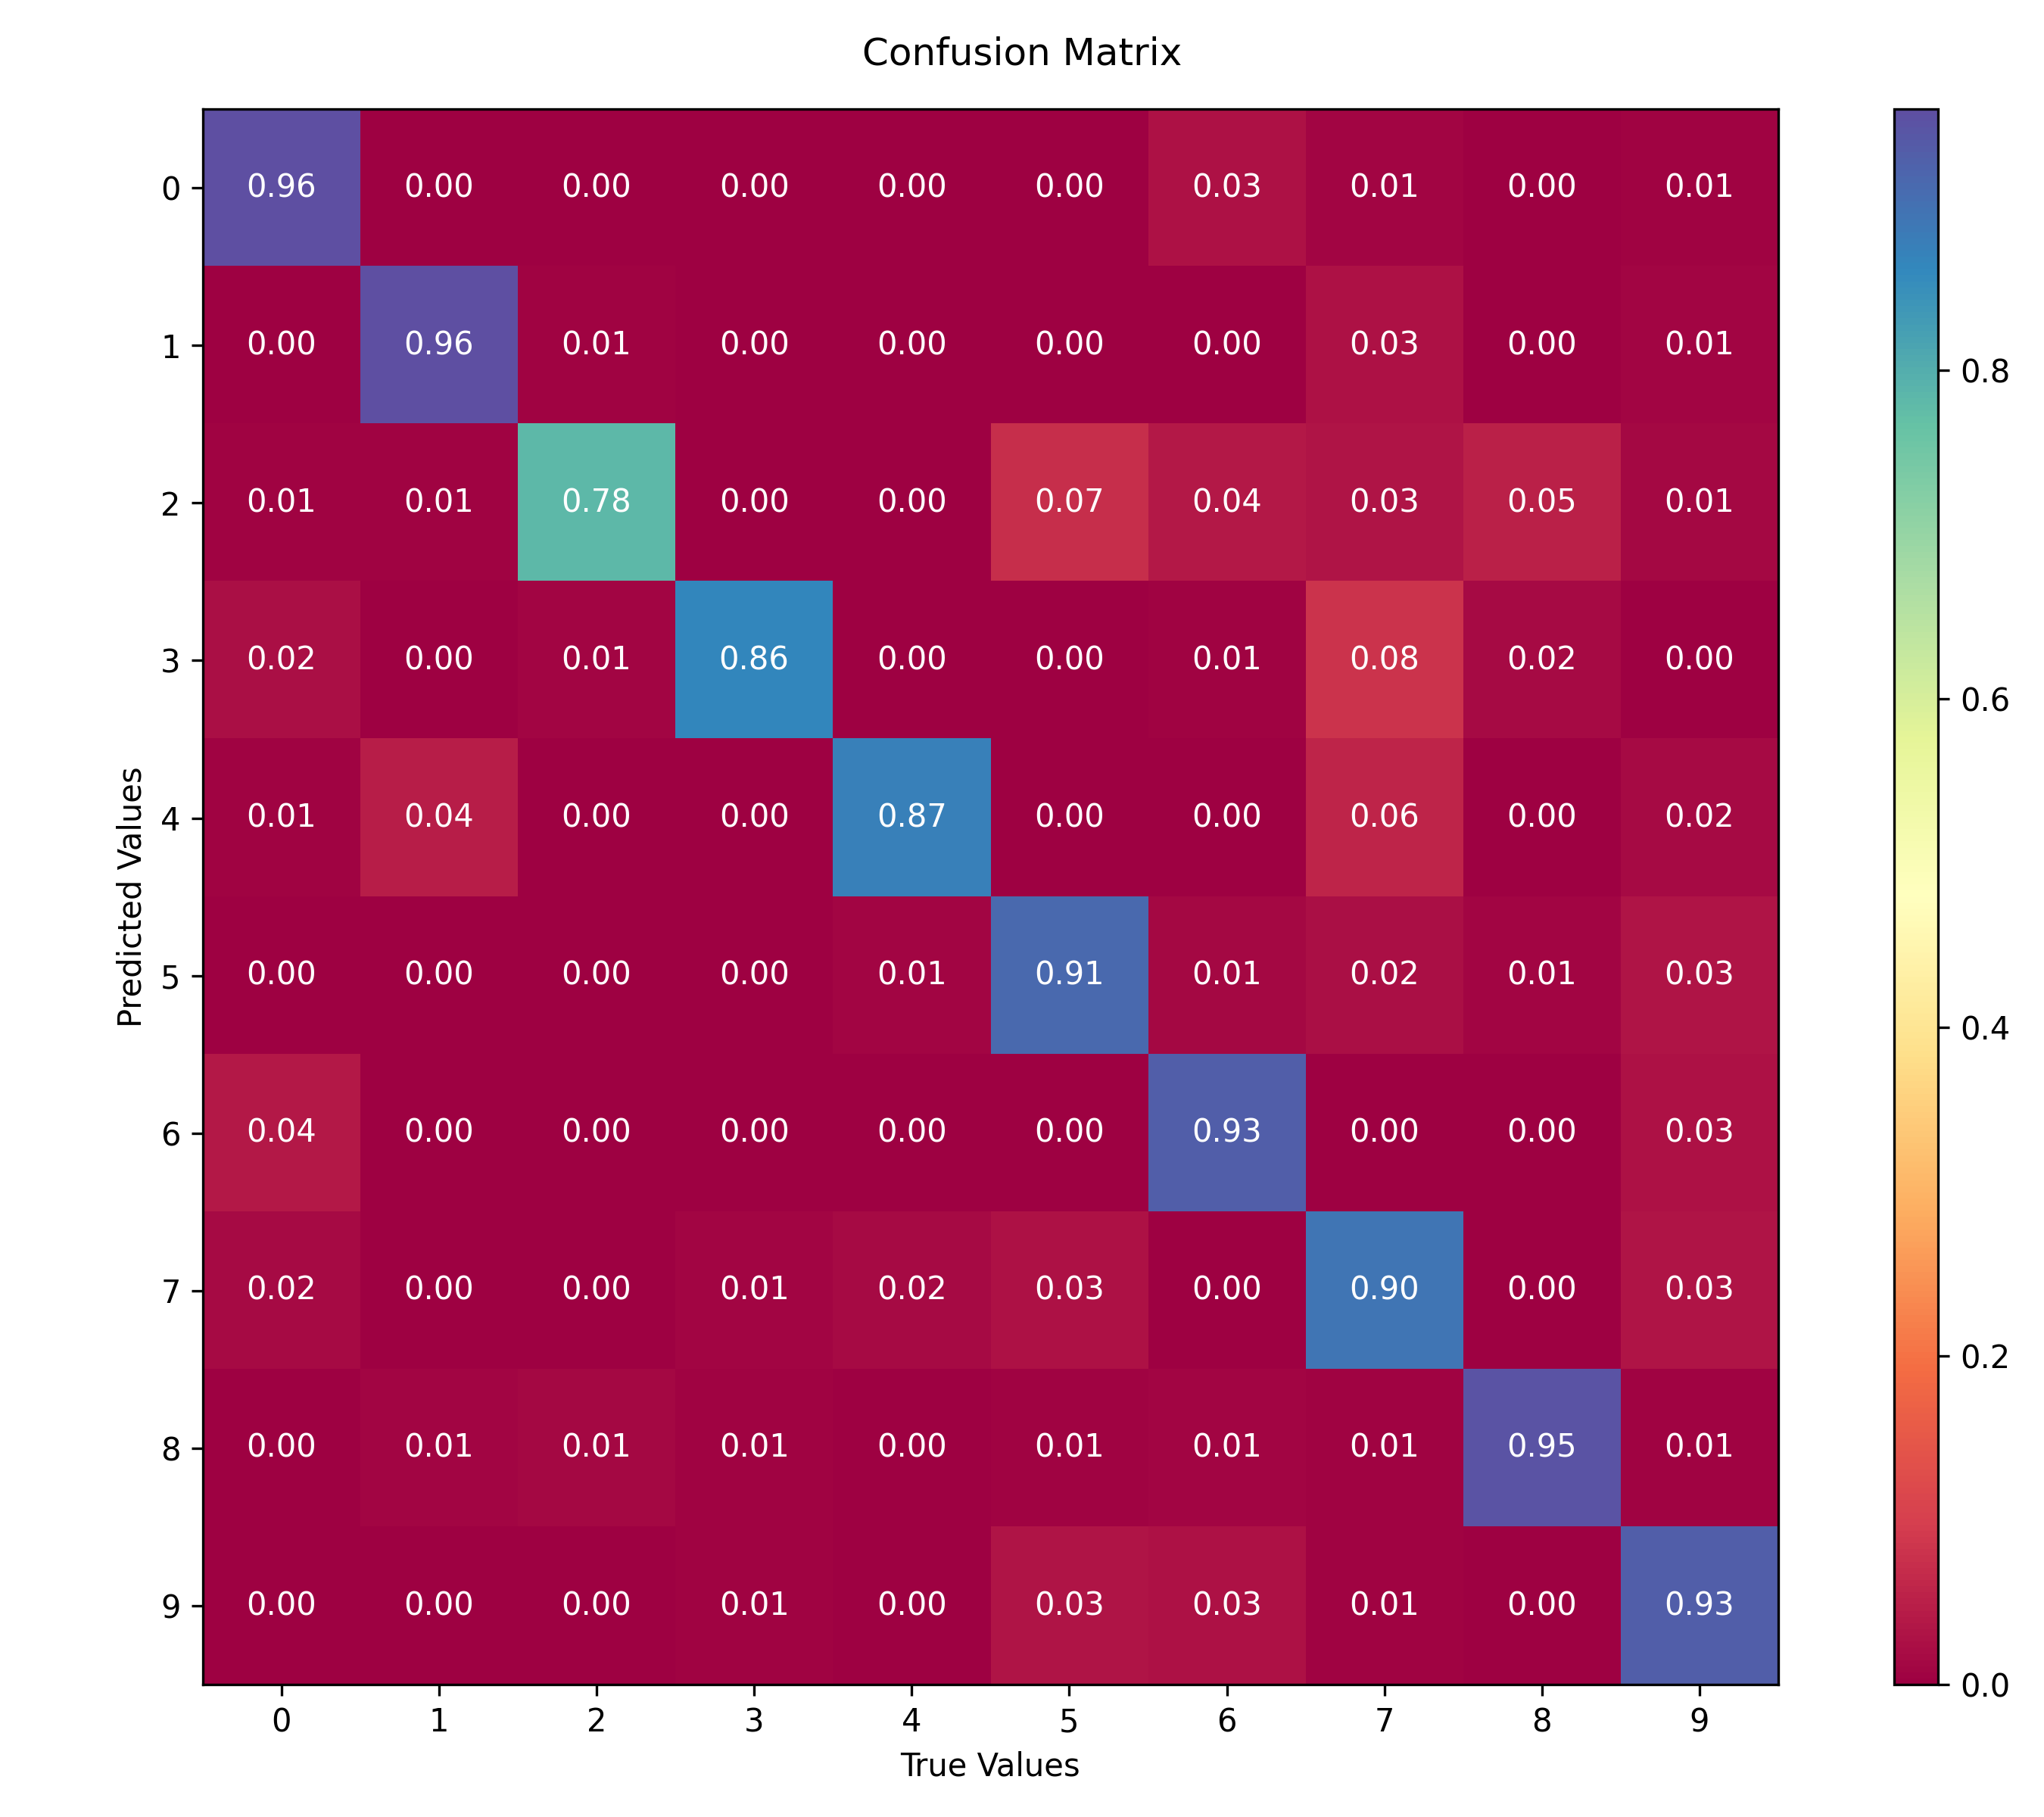 Confusion Matrix
0 0.96 0.00 0.00 0.00 0.00 0.00 0.03 0.01 0.00 0.01
1 0.00 0.96 0.01 0.00 0.00 0.00 0.00 0.03 0.00 0.01
2 0.01 0.01 0.78 0.00 0.00 0.07 0.04 0.03 0.05 0.01
3 0.02 0.00 0.01 0.86 0.00 0.00 0.01 0.08 0.02 0.00
4 0.01 0.04 0.00 0.00 0.87 0.00 0.00 0.06 0.00 0.02
5 0.00 0.00 0.00 0.00 0.01 0.91 0.01 0.02 0.01 0.03
6 0.04 0.00 0.00 0.00 0.00 0.00 0.93 0.00 0.00 0.03
7 0.02 0.00 0.00 0.01 0.02 0.03 0.00 0.90 0.00 0.03
8 0.00 0.01 0.01 0.01 0.00 0.01 0.01 0.01 0.95 0.01
9 0.00 0.00 0.00 0.01 0.00 0.03 0.03 0.01 0.00 0.93
0 1 2 3 4 5 6 7 8 9
True Values
Predicted Values
0.8
0.6
0.4
0.2
0.0